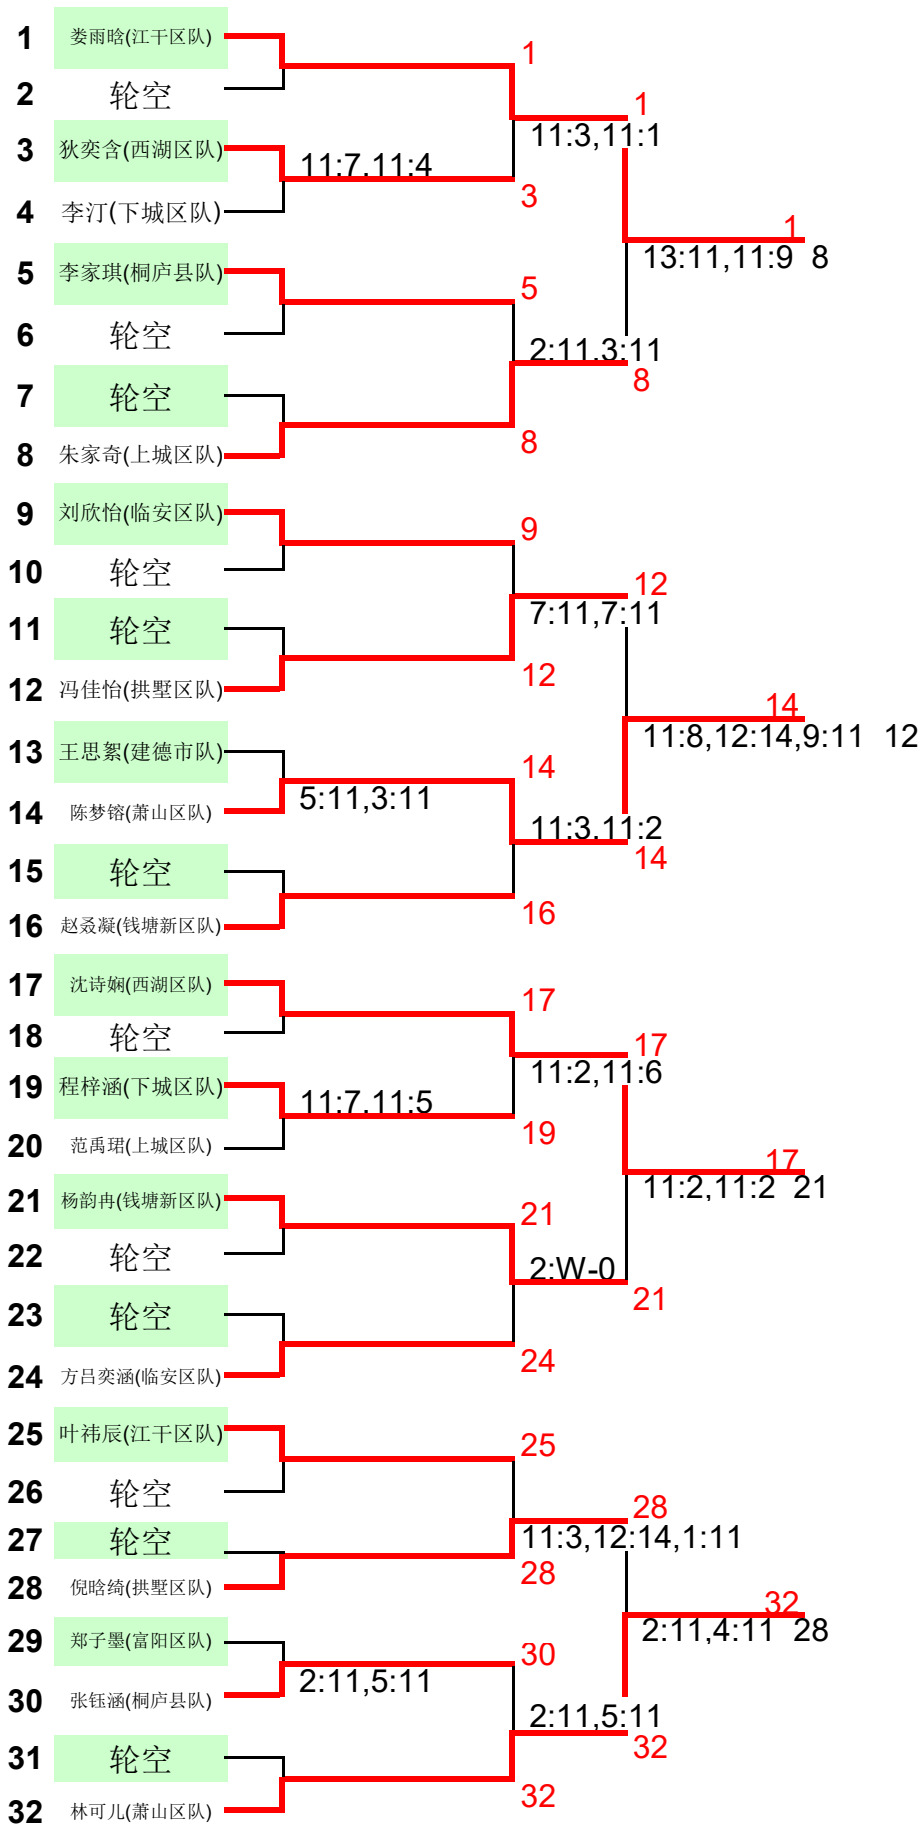 1 娄雨晗(江干区队)
1
2 轮空
1
11:3,11:1
3 狄奕含(西湖区队)
11:7,11:4
3
4 李汀(下城区队)
1
13:11,11:9 8
5 李家琪(桐庐县队)
5
6 轮空
2:11,3:11
8
7 轮空
8
8 朱家奇(上城区队)
9 刘欣怡(临安区队)
9
10 轮空
12
7:11,7:11
11 轮空
12
12 冯佳怡(拱墅区队)
14
11:8,12:14,9:11 12
13 王思絮(建德市队)
14
5:11,3:11
14 陈梦镕(萧山区队)
11:3,11:2
14
15 轮空
16
16 赵叒凝(钱塘新区队)
17 沈诗娴(西湖区队)
17
18 轮空
17
11:2,11:6
19 程梓涵(下城区队)
11:7,11:5
19
20 范禹珺(上城区队)
17
11:2,11:2 21
21 杨韵冉(钱塘新区队)
21
22 轮空
2:W-0
21
23 轮空
24
24 方吕奕涵(临安区队)
25 叶祎辰(江干区队)
25
26 轮空
28
11:3,12:14,1:11
27 轮空
28
28 倪晗绮(拱墅区队)
32
2:11,4:11 28
29 郑子墨(富阳区队)
30
2:11,5:11
30 张钰涵(桐庐县队)
2:11,5:11
32
31 轮空
32
32 林可儿(萧山区队)